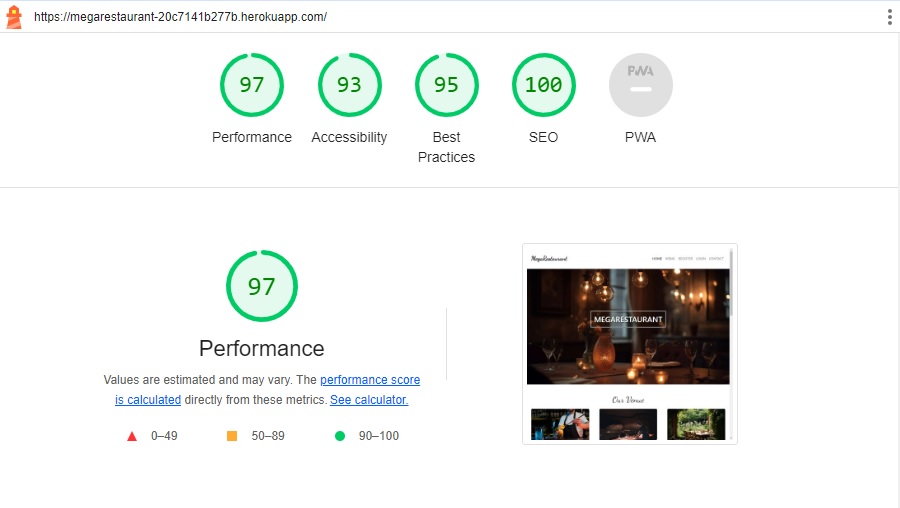 https://megarestaurant-20c7141b277b.herokuapp.com/
97
93
95
100
PWA
Performance
Accessibility
Best
Practices
SEO
PWA
97
Performance
Values are estimated and may vary. The performance score
is calculated directly from these metrics. See calculator.
0–49
50–89
90–100
MegaRestaurant
HOME MENU REGISTER LOGIN CONTACT
MEGARESTAURANT
Our Venue